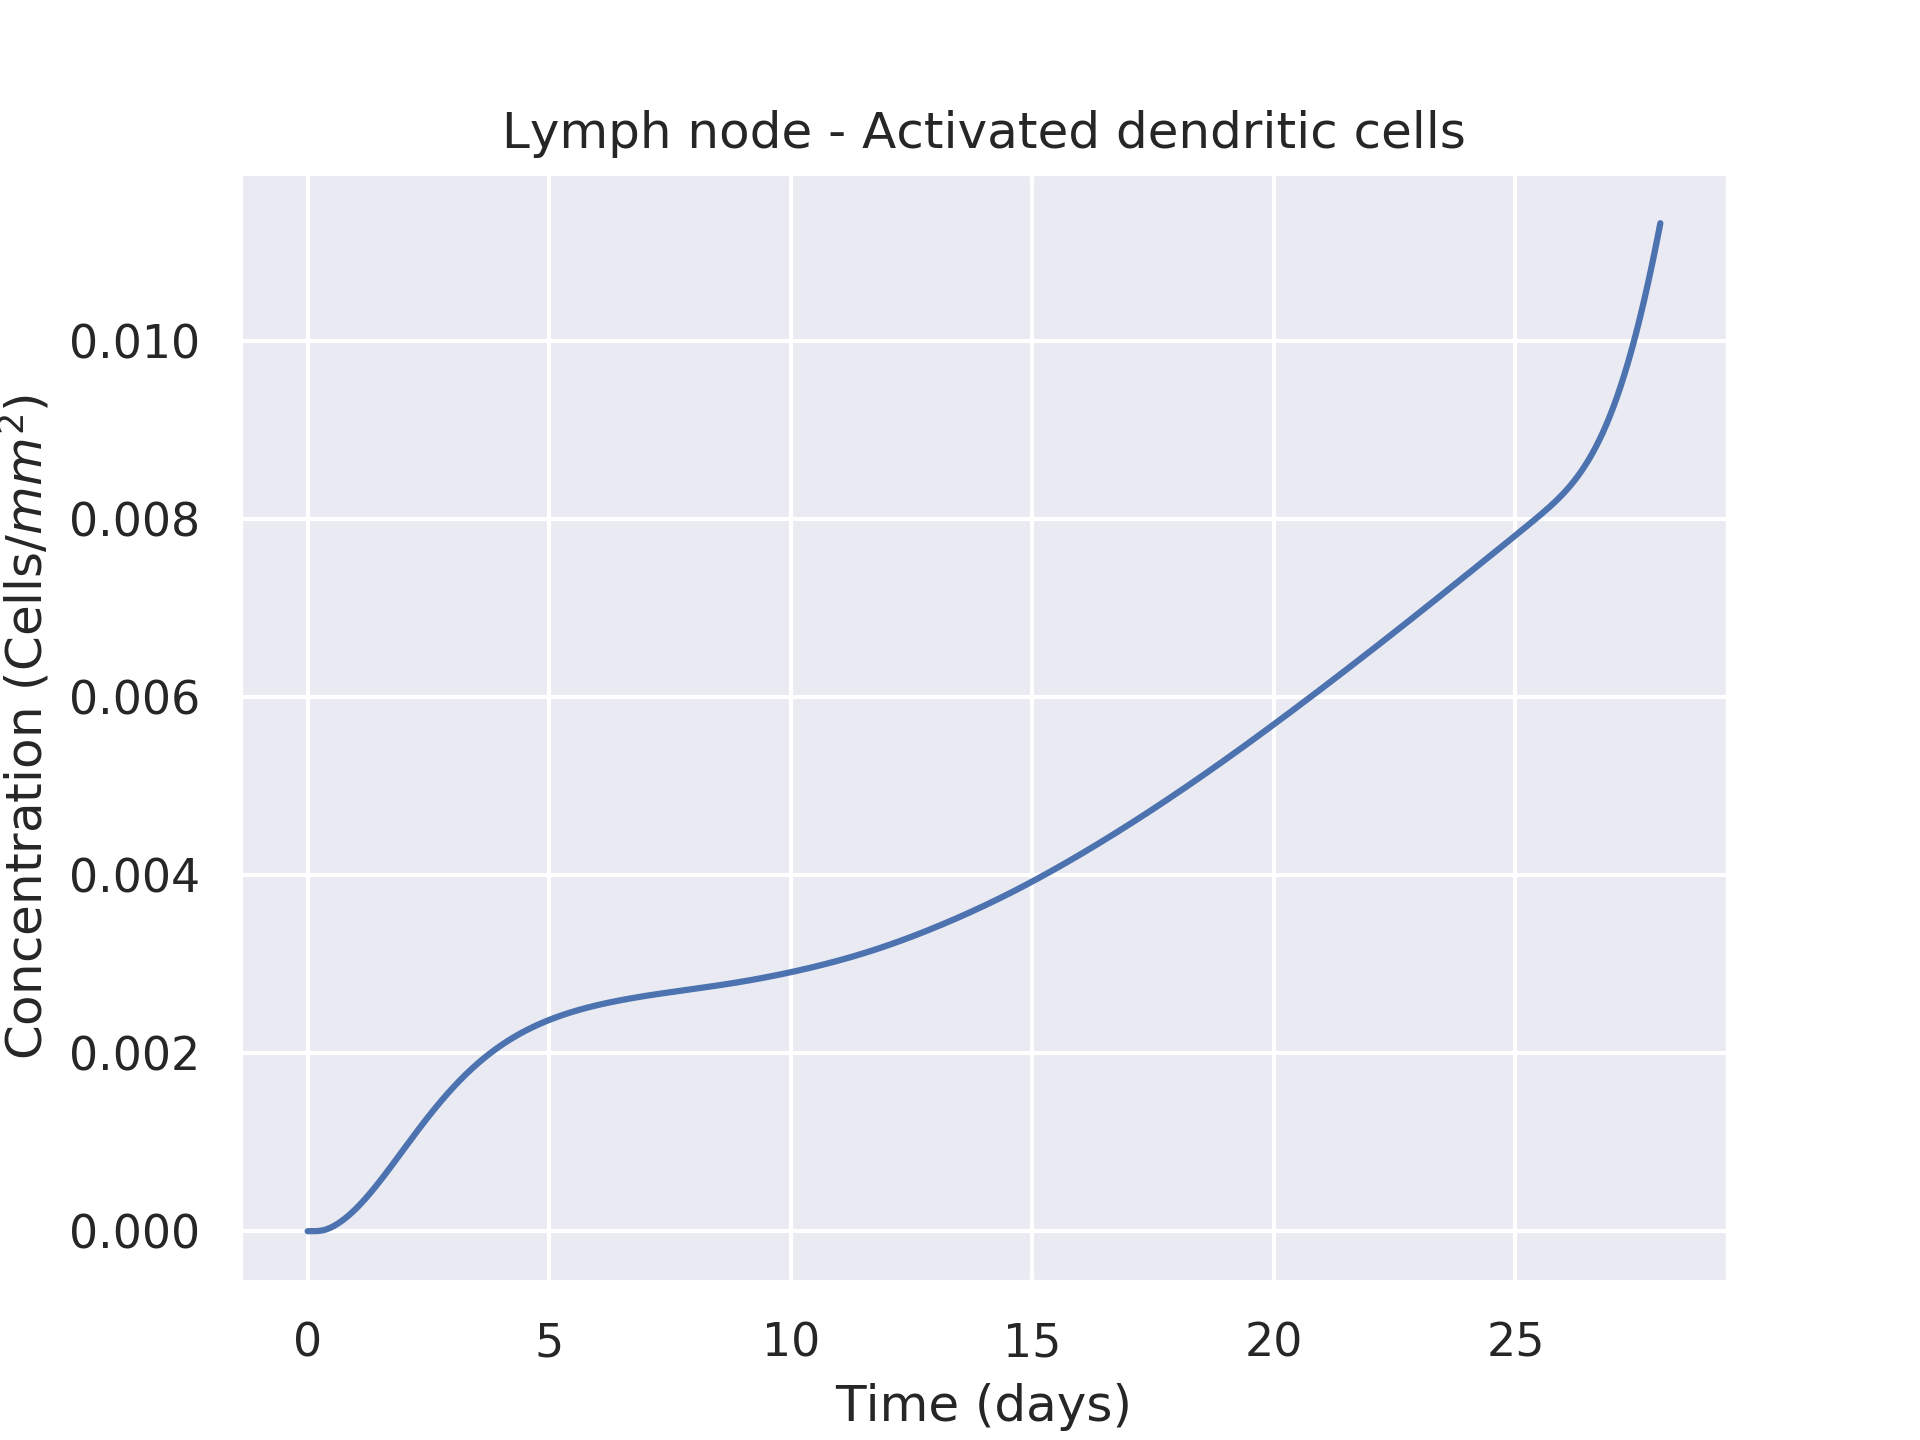 Lymph node - Activated dendritic cells
Concentration (Cells/mm²)
0.010
0.008
0.006
0.004
0.002
0.000
0 5 10 15 20 25
Time (days)